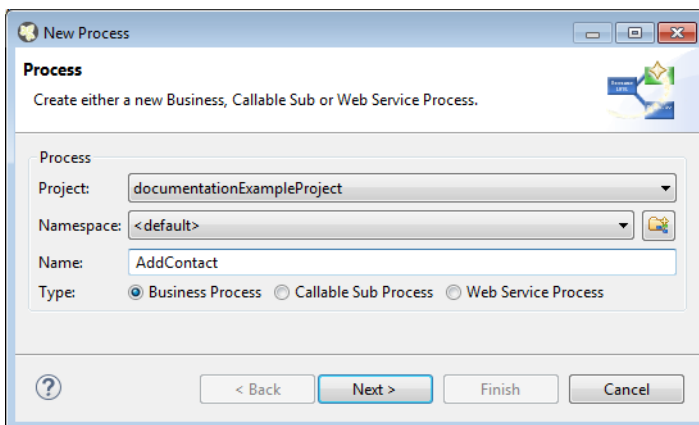 New Process
Process
Create either a new Business, Callable Sub or Web Service Process.
Process
Project: documentationExampleProject
Namespace: <default>
Name: AddContact
Type: Business Process Callable Sub Process Web Service Process
? < Back Next > Finish Cancel